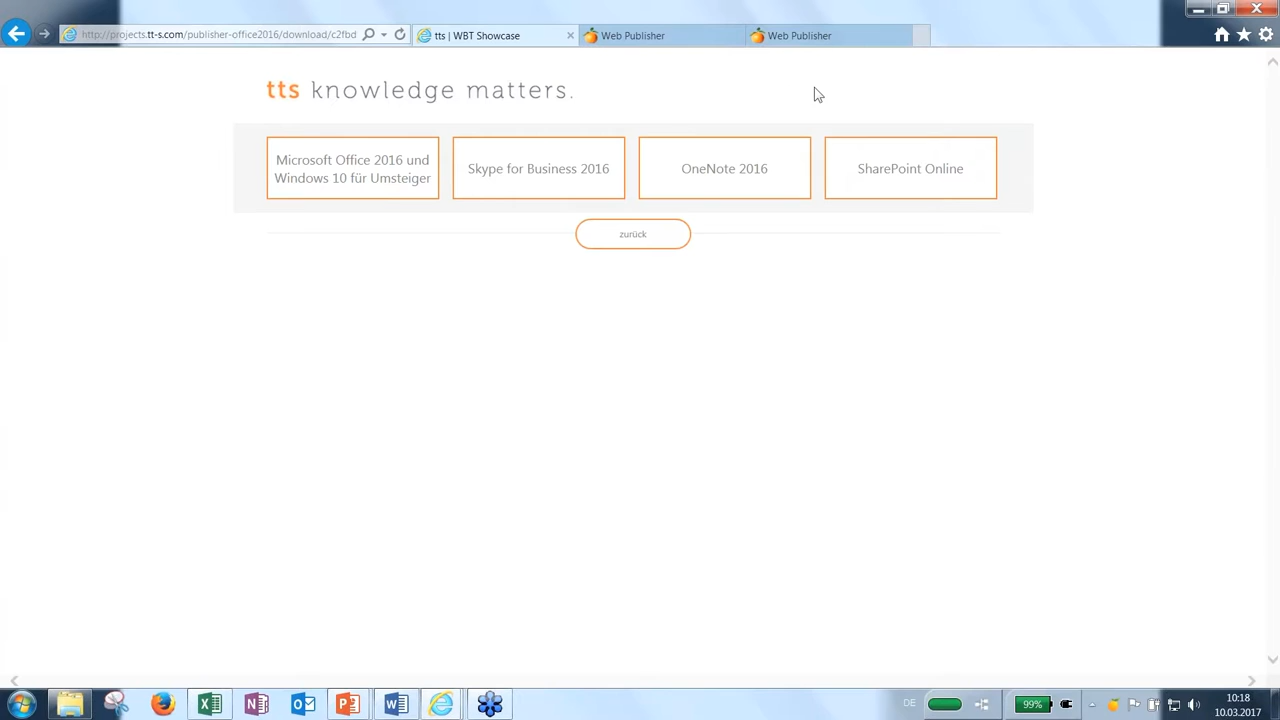 http://projects.tt-s.com/publisher-office2016/download/c2fbd
tts | WBT Showcase
Web Publisher
Web Publisher
tts knowledge matters.
Microsoft Office 2016 und
Windows 10 für Umsteiger
Skype for Business 2016
OneNote 2016
SharePoint Online
zurück
DE
99%
10:18
10.03.2017